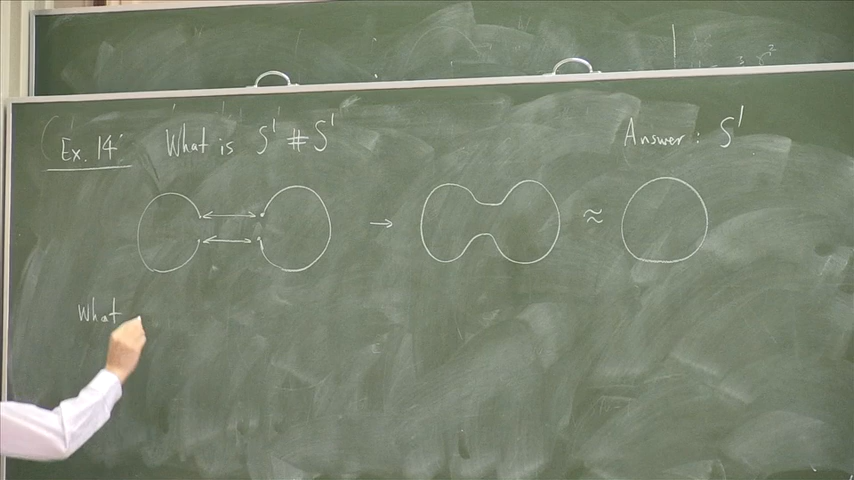 Ex. 14 What is S¹ # S¹ Answer : S¹
→ ≈
What